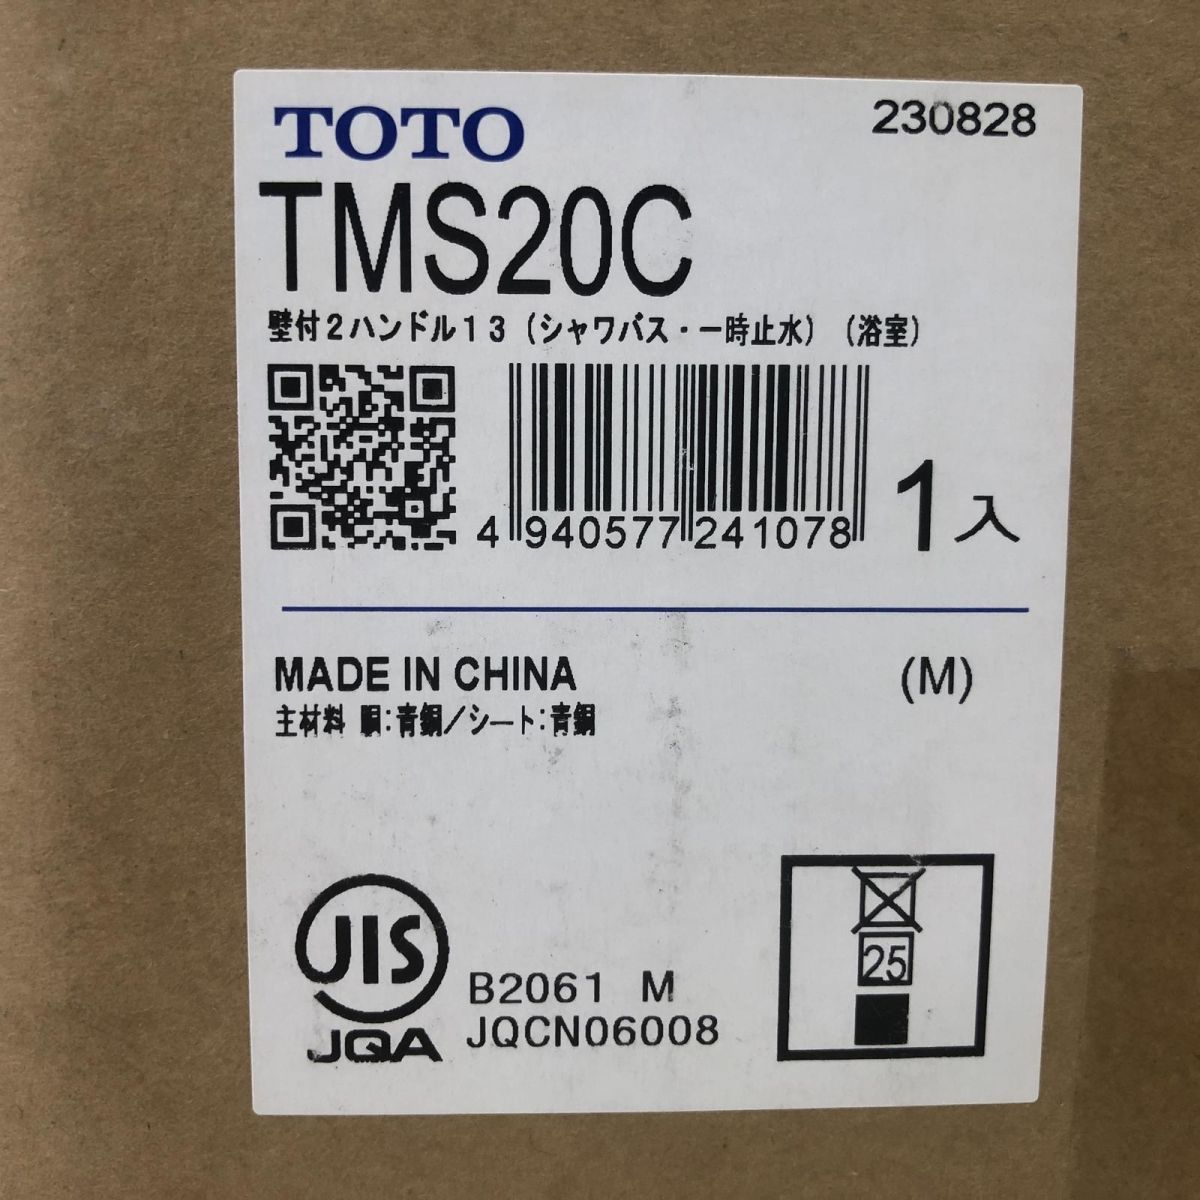 TOTO
230828
TMS20C
壁付2ハンドル13(シャワバス・一時止水)(浴室)
4 940577 241078
1入
MADE IN CHINA
(M)
主材料 胴:青銅/シート:青銅
JIS
JQA
B2061 M
JQCN06008
25